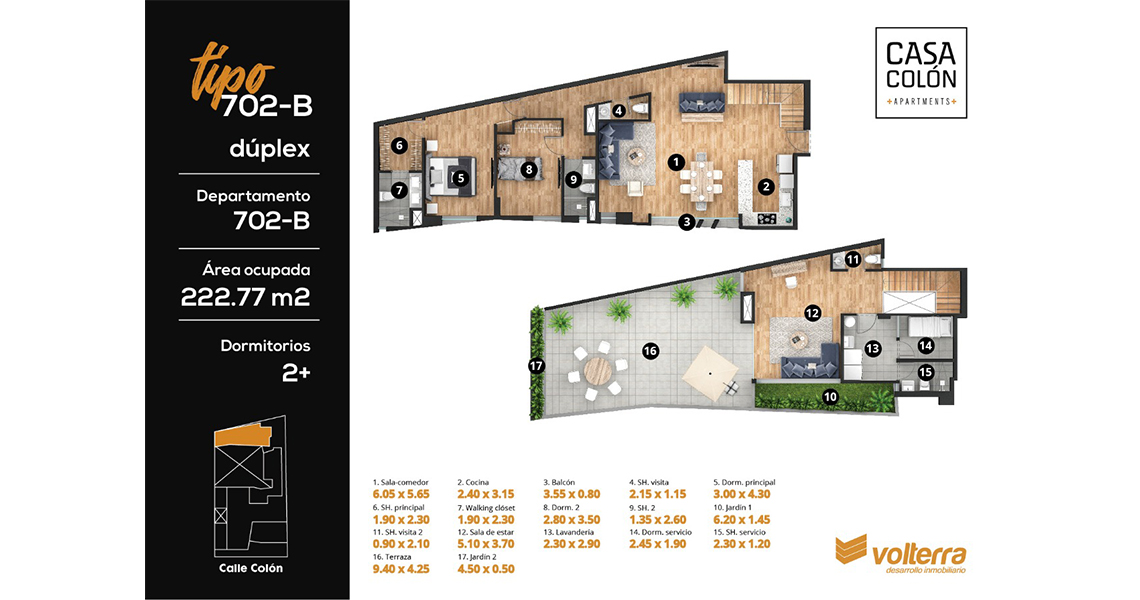 tipo
702-B
dúplex
Departamento
702-B
Área ocupada
222.77 m2
Dormitorios
2+
Calle Colón
CASA
COLÓN
+APARTMENTS+
4
6
1
8
5
9
2
7
3
11
12
16
13
14
17
15
10
1. Sala-comedor
6.05 x 5.65
2. Cocina
2.40 x 3.15
3. Balcón
3.55 x 0.80
4. SH. visita
2.15 x 1.15
5. Dorm. principal
3.00 x 4.30
6. SH. principal
1.90 x 2.30
7. Walking clóset
1.90 x 2.30
8. Dorm. 2
2.80 x 3.50
9. SH. 2
1.35 x 2.60
10. Jardín 1
6.20 x 1.45
11. SH. visita 2
0.90 x 2.10
12. Sala de estar
5.10 x 3.70
13. Lavandería
2.30 x 2.90
14. Dorm. servicio
2.45 x 1.90
15. SH. servicio
2.30 x 1.20
16. Terraza
9.40 x 4.25
17. Jardín 2
4.50 x 0.50
volterra
desarrollo inmobiliario